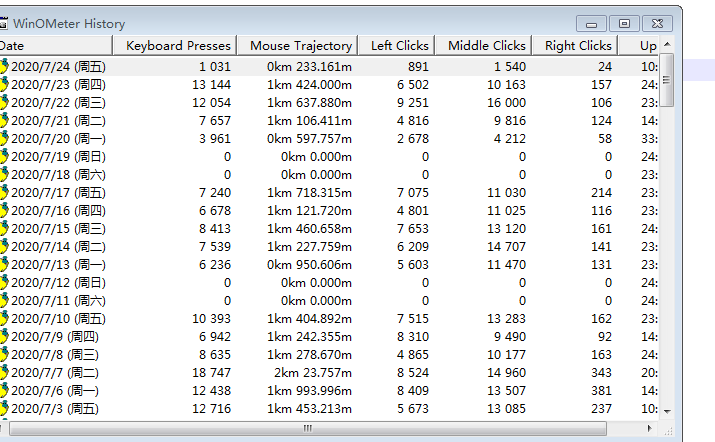 WinOMeter History
Date Keyboard Presses Mouse Trajectory Left Clicks Middle Clicks Right Clicks Up
2020/7/24 (周五) 1 031 0km 233.161m 891 1 540 24 10:
2020/7/23 (周四) 13 144 1km 424.000m 6 502 10 163 157 24:
2020/7/22 (周三) 12 054 1km 637.880m 9 251 16 000 106 23:
2020/7/21 (周二) 7 657 1km 106.411m 4 816 9 816 124 14:
2020/7/20 (周一) 3 961 0km 597.757m 2 678 4 212 58 33:
2020/7/19 (周日) 0 0km 0.000m 0 0 0 24:
2020/7/18 (周六) 0 0km 0.000m 0 0 0 23:
2020/7/17 (周五) 7 240 1km 718.315m 7 075 11 030 214 23:
2020/7/16 (周四) 6 678 1km 121.720m 4 801 11 025 116 23:
2020/7/15 (周三) 8 413 1km 460.658m 7 653 13 120 161 24:
2020/7/14 (周二) 7 539 1km 227.759m 6 209 14 707 141 23:
2020/7/13 (周一) 6 236 0km 950.606m 5 603 11 470 131 23:
2020/7/12 (周日) 0 0km 0.000m 0 0 0 24:
2020/7/11 (周六) 0 0km 0.000m 0 0 0 23:
2020/7/10 (周五) 10 393 1km 404.892m 7 515 13 283 162 23:
2020/7/9 (周四) 6 942 1km 242.355m 8 310 9 490 92 14:
2020/7/8 (周三) 8 635 1km 278.670m 4 865 10 177 163 24:
2020/7/7 (周二) 18 747 2km 23.757m 8 524 14 960 343 20:
2020/7/6 (周一) 12 438 1km 993.996m 8 409 13 507 381 14:
2020/7/3 (周五) 12 716 1km 453.213m 5 673 13 085 237 10: